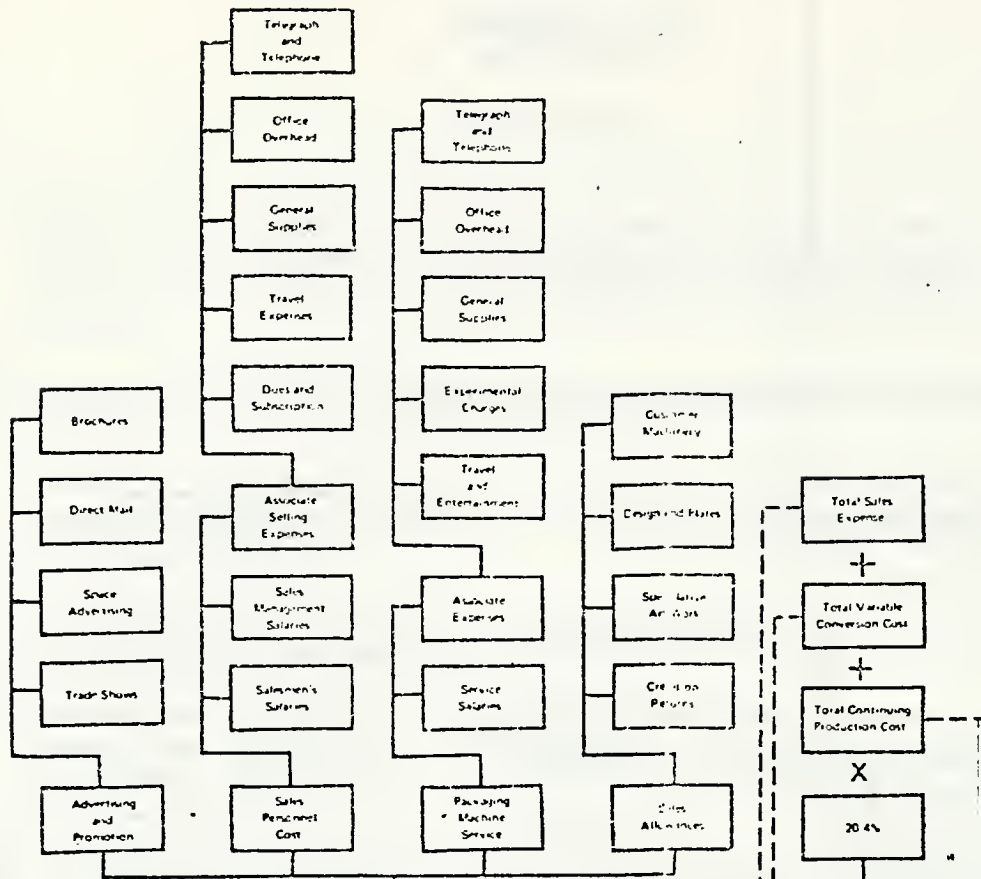 Telegraph
and
Telephone
Office
Overhead
General
Supplies
Travel
Expenses
Dues and
Subscription
Associate
Selling
Expenses
Sales
Management
Salaries
Salesmen's
Salaries
Sales
Personnel
Cost
Telegraph
and
Telephone
Office
Overhead
General
Supplies
Experimental
Charges
Travel
and
Entertainment
Associate
Expenses
Service
Salaries
Packaging
Machine
Service
Brochures
Direct Mail
Space
Advertising
Trade Shows
Advertising
and
Promotion
Customer
Machinery
Design and Plates
Speculative
Art Work
Credit on
Returns
Sales
Allowances
Total Sales
Expense
+
Total Variable
Conversion Cost
+
Total Continuing
Production Cost
X
20.4%